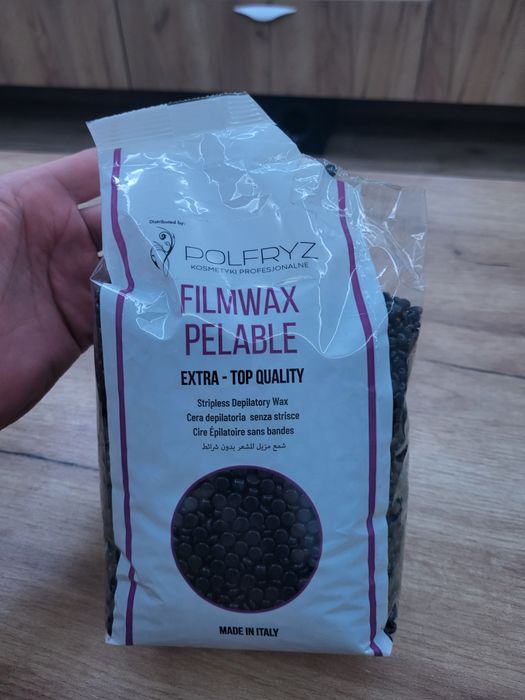 Distributed by:
POLFRYZ
KOSMETYKI PROFESJONALNE
FILMWAX
PELABLE
EXTRA - TOP QUALITY
Stripless Depilatory Wax
Cera depilatoria senza strisce
Cire Épilatoire sans bandes
شمع مزيل للشعر بدون شرائط
MADE IN ITALY